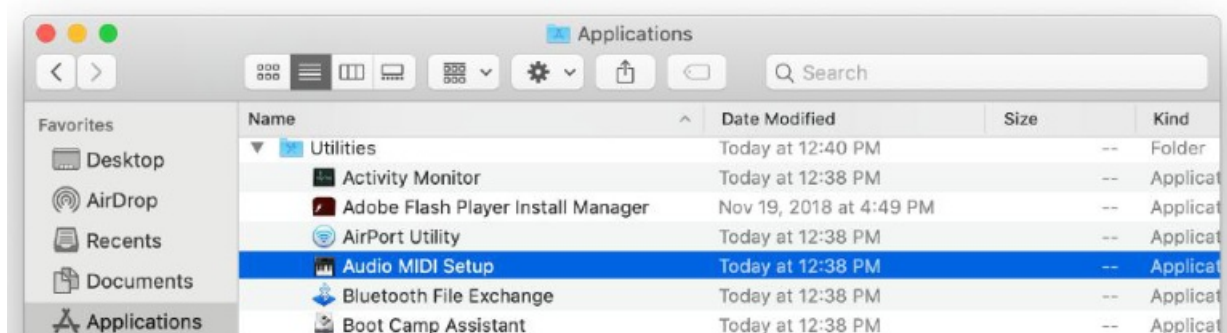 Applications
Search
Favorites
Desktop
AirDrop
Recents
Documents
Applications
Name Date Modified Size Kind
Utilities Today at 12:40 PM -- Folder
Activity Monitor Today at 12:38 PM -- Applicat
Adobe Flash Player Install Manager Nov 19, 2018 at 4:49 PM -- Applicat
AirPort Utility Today at 12:38 PM -- Applicat
Audio MIDI Setup Today at 12:38 PM -- Applicat
Bluetooth File Exchange Today at 12:38 PM -- Applicat
Boot Camp Assistant Today at 12:38 PM -- Applicat